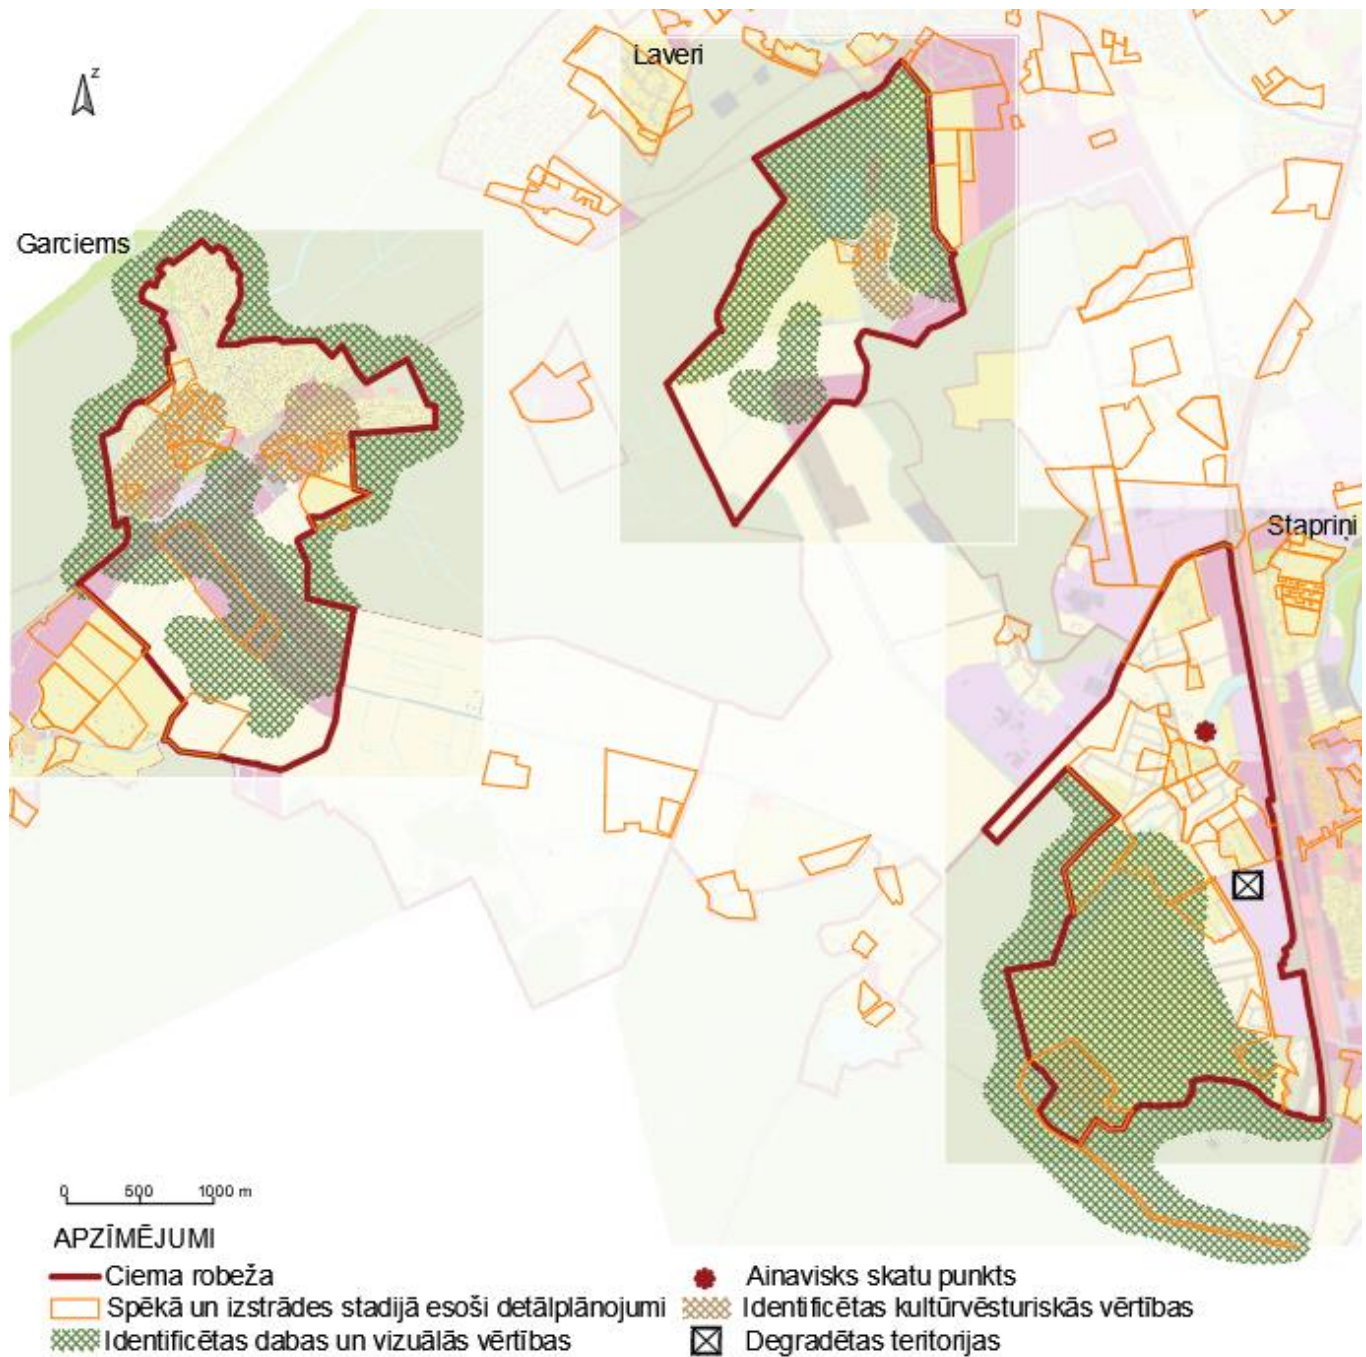 Laveri
z
Garciems
Stapriņi
0 500 1000 m
APZĪMĒJUMI
Ciema robeža
Ainavisks skatu punkts
Spēkā un izstrādes stadijā esoši detālplānojumi
Identificētas kultūrvēsturiskās vērtības
Identificētas dabas un vizuālās vērtības
Degradētas teritorijas